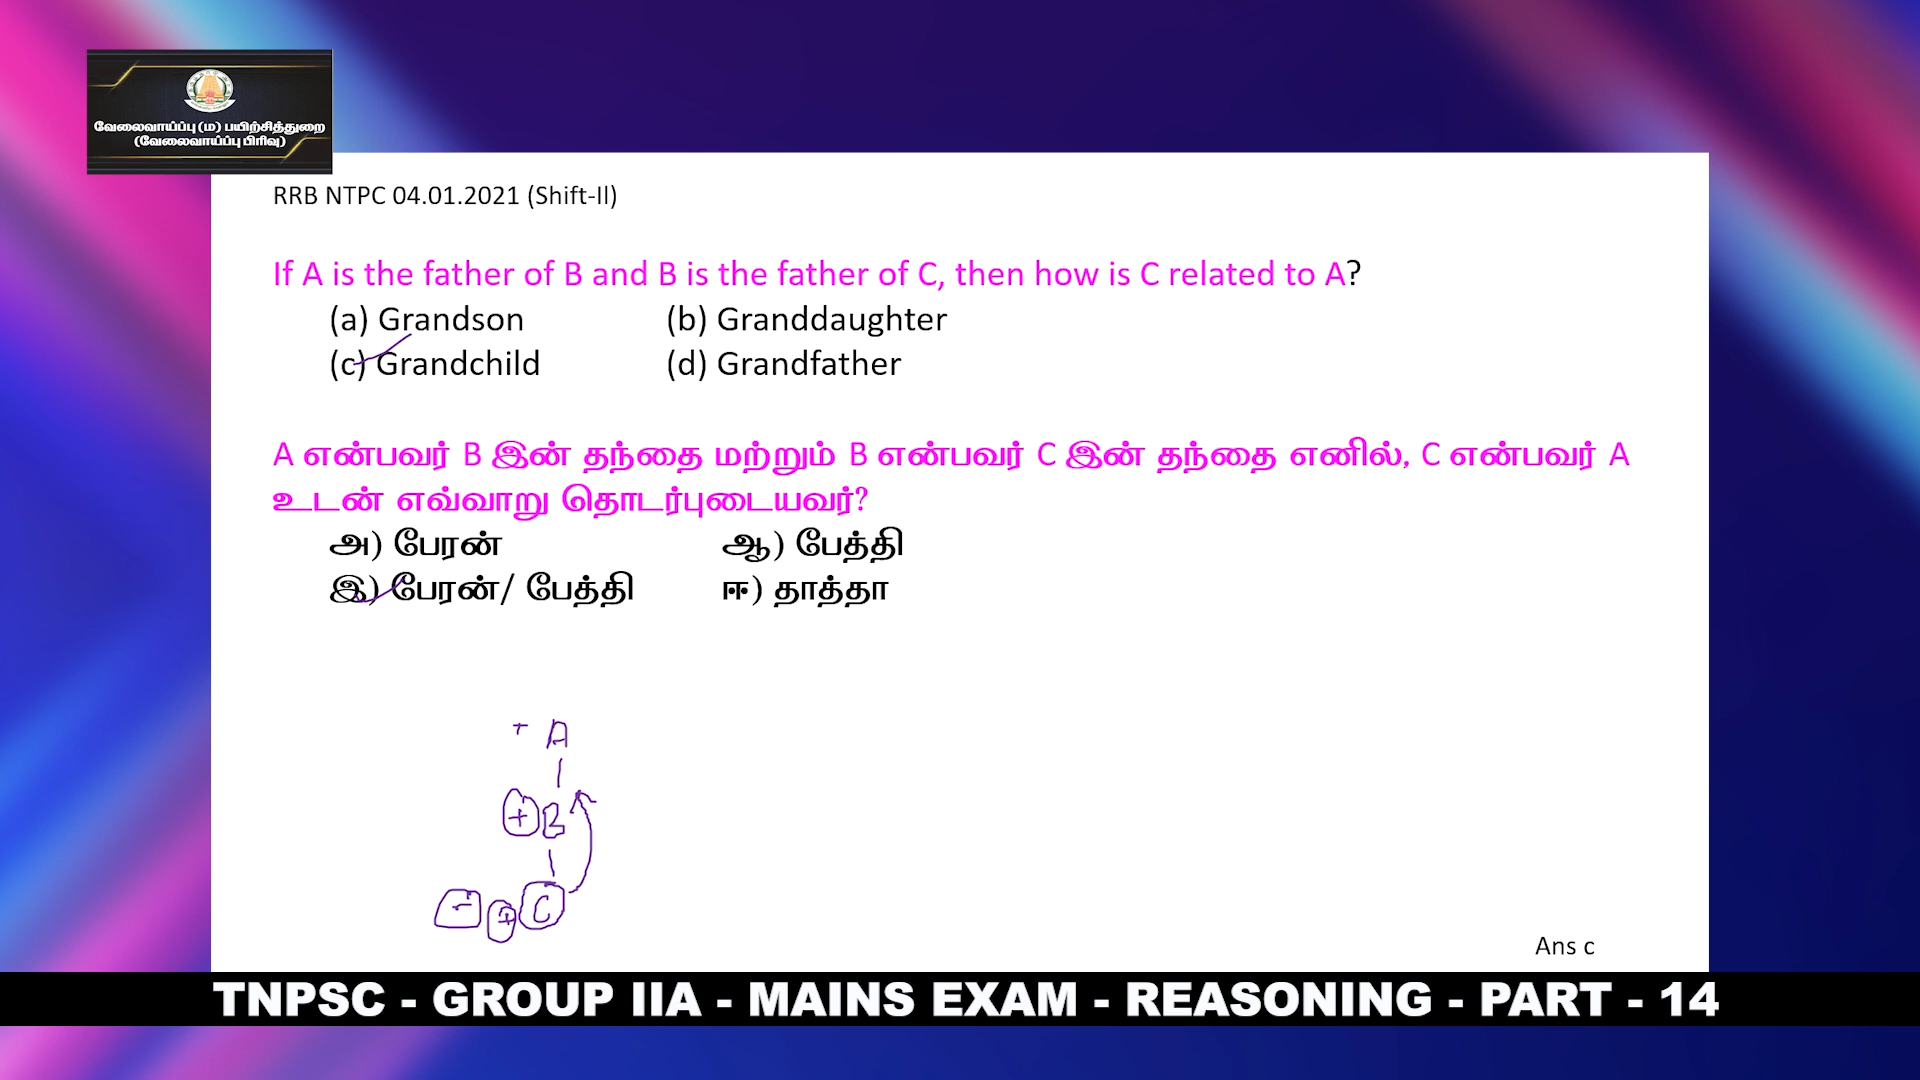 வேலைவாய்ப்பு (ம) பயிற்சித்துறை
(வேலைவாய்ப்பு பிரிவு)
RRB NTPC 04.01.2021 (Shift-II)
If A is the father of B and B is the father of C, then how is C related to A?
(a) Grandson (b) Granddaughter
(c) Grandchild (d) Grandfather
A என்பவர் B இன் தந்தை மற்றும் B என்பவர் C இன் தந்தை எனில், C என்பவர் A
உடன் எவ்வாறு தொடர்புடையவர்?
அ) பேரன் ஆ) பேத்தி
இ) பேரன்/ பேத்தி ஈ) தாத்தா
+ A
+ B
- + C
Ans c
TNPSC - GROUP IIA - MAINS EXAM - REASONING - PART - 14